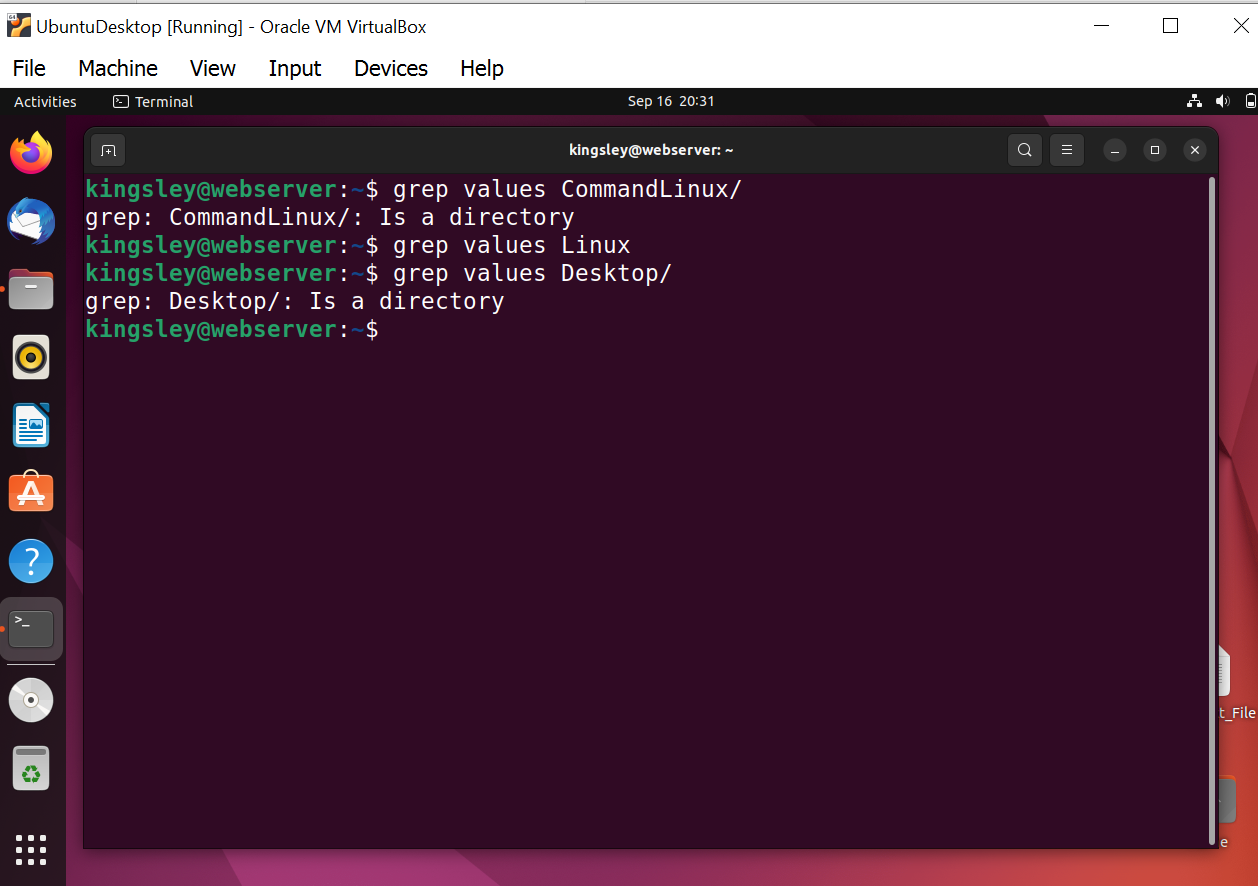 UbuntuDesktop [Running] - Oracle VM VirtualBox
File Machine View Input Devices Help
Activities Terminal Sep 16 20:31
kingsley@webserver: ~
kingsley@webserver:~$ grep values CommandLinux/
grep: CommandLinux/: Is a directory
kingsley@webserver:~$ grep values Linux
kingsley@webserver:~$ grep values Desktop/
grep: Desktop/: Is a directory
kingsley@webserver:~$
>_
t_File
e